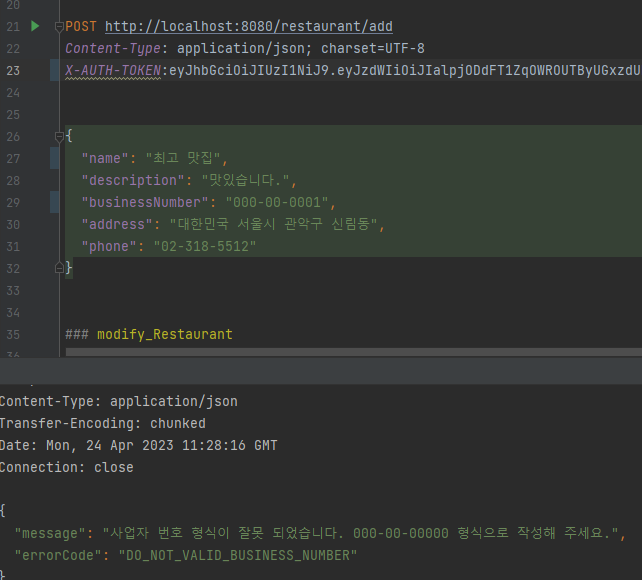 20
21 POST http://localhost:8080/restaurant/add
22 Content-Type: application/json; charset=UTF-8
23 X-AUTH-TOKEN:eyJhbGciOiJIUzI1NiJ9.eyJzdWIiOiJIalpjODdFT1ZqOWROUTByUGxzdU
24
25
26 {
27 "name": "최고 맛집",
28 "description": "맛있습니다.",
29 "businessNumber": "000-00-0001",
30 "address": "대한민국 서울시 관악구 신림동",
31 "phone": "02-318-5512"
32 }
33
34
35 ### modify_Restaurant
36
Content-Type: application/json
Transfer-Encoding: chunked
Date: Mon, 24 Apr 2023 11:28:16 GMT
Connection: close
{
"message": "사업자 번호 형식이 잘못 되었습니다. 000-00-00000 형식으로 작성해 주세요.",
"errorCode": "DO_NOT_VALID_BUSINESS_NUMBER"
}